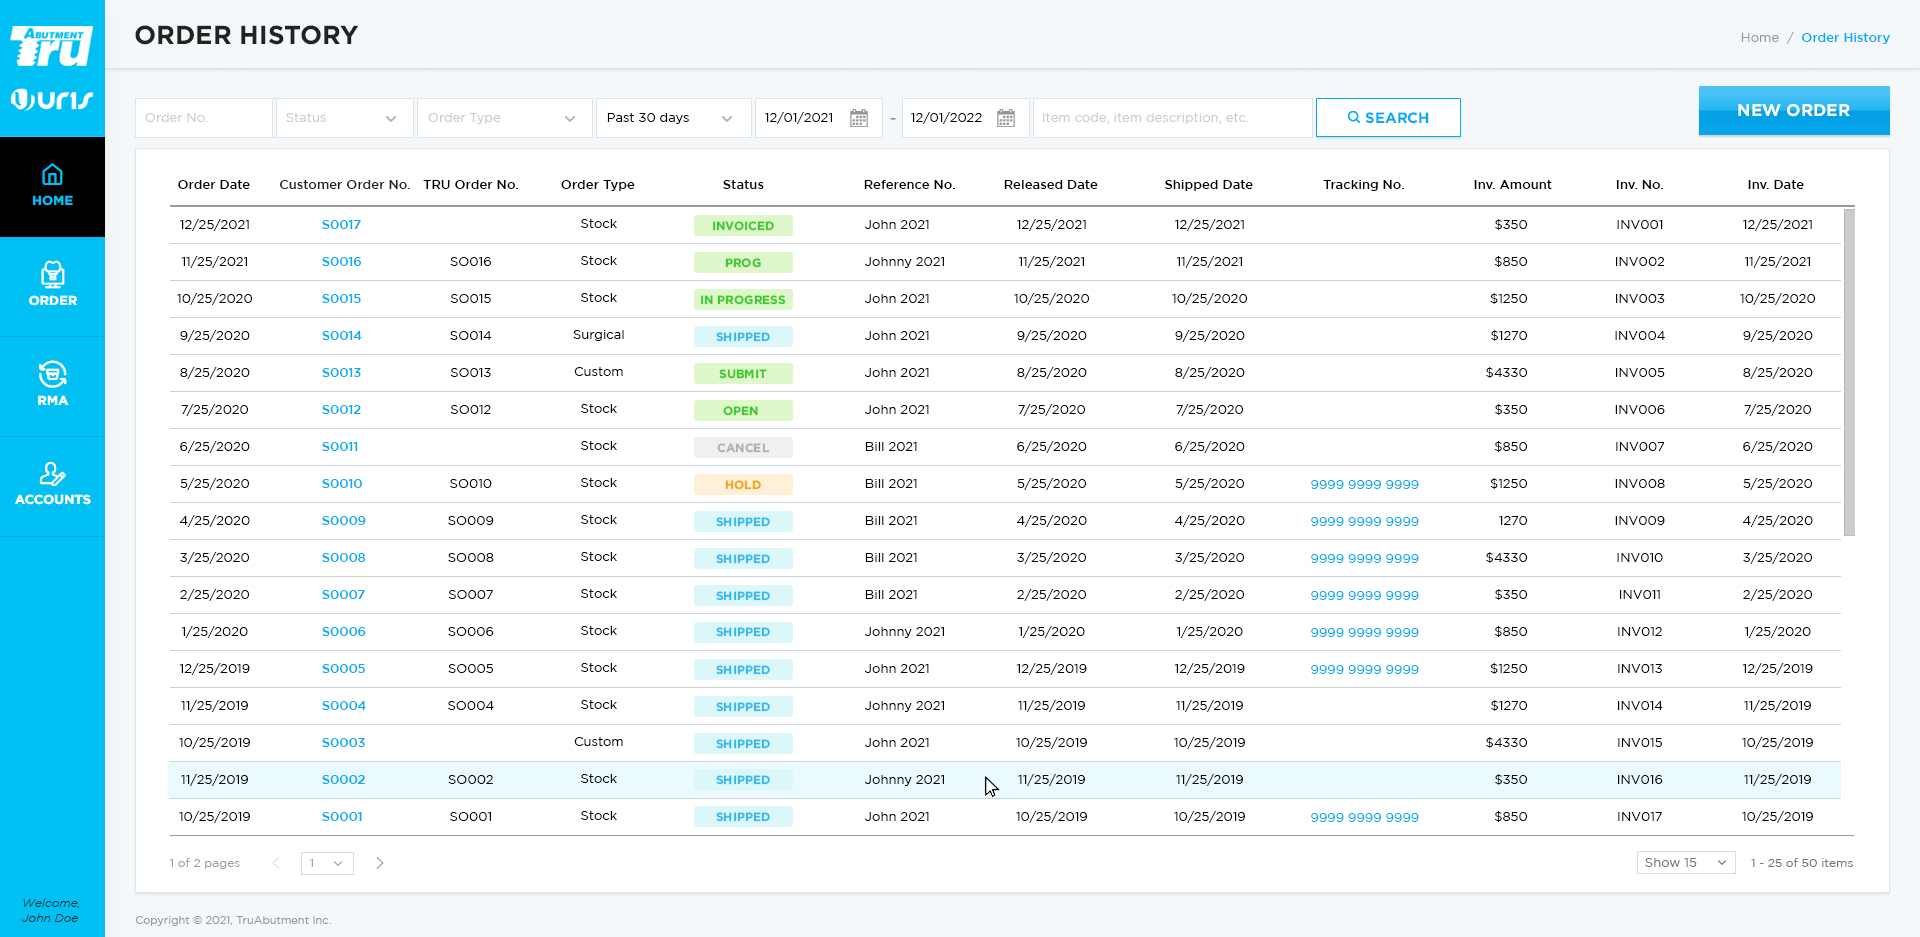 ABUTMENT
Tru
uris
HOME
ORDER
RMA
ACCOUNTS
Welcome,
John Doe
ORDER HISTORY
Home / Order History
Order No. Status Order Type Past 30 days 12/01/2021 - 12/01/2022 Item code, item description, etc. SEARCH NEW ORDER
Order Date Customer Order No. TRU Order No. Order Type Status Reference No. Released Date Shipped Date Tracking No. Inv. Amount Inv. No. Inv. Date
12/25/2021 S0017 Stock INVOICED John 2021 12/25/2021 12/25/2021 $350 INV001 12/25/2021
11/25/2021 S0016 SO016 Stock PROG Johnny 2021 11/25/2021 11/25/2021 $850 INV002 11/25/2021
10/25/2020 S0015 SO015 Stock IN PROGRESS John 2021 10/25/2020 10/25/2020 $1250 INV003 10/25/2020
9/25/2020 S0014 SO014 Surgical SHIPPED John 2021 9/25/2020 9/25/2020 $1270 INV004 9/25/2020
8/25/2020 S0013 SO013 Custom SUBMIT John 2021 8/25/2020 8/25/2020 $4330 INV005 8/25/2020
7/25/2020 S0012 SO012 Stock OPEN John 2021 7/25/2020 7/25/2020 $350 INV006 7/25/2020
6/25/2020 S0011 Stock CANCEL Bill 2021 6/25/2020 6/25/2020 $850 INV007 6/25/2020
5/25/2020 S0010 SO010 Stock HOLD Bill 2021 5/25/2020 5/25/2020 9999 9999 9999 $1250 INV008 5/25/2020
4/25/2020 S0009 SO009 Stock SHIPPED Bill 2021 4/25/2020 4/25/2020 9999 9999 9999 1270 INV009 4/25/2020
3/25/2020 S0008 SO008 Stock SHIPPED Bill 2021 3/25/2020 3/25/2020 9999 9999 9999 $4330 INV010 3/25/2020
2/25/2020 S0007 SO007 Stock SHIPPED Bill 2021 2/25/2020 2/25/2020 9999 9999 9999 $350 INV011 2/25/2020
1/25/2020 S0006 SO006 Stock SHIPPED Johnny 2021 1/25/2020 1/25/2020 9999 9999 9999 $850 INV012 1/25/2020
12/25/2019 S0005 SO005 Stock SHIPPED John 2021 12/25/2019 12/25/2019 9999 9999 9999 $1250 INV013 12/25/2019
11/25/2019 S0004 SO004 Stock SHIPPED Johnny 2021 11/25/2019 11/25/2019 $1270 INV014 11/25/2019
10/25/2019 S0003 Custom SHIPPED John 2021 10/25/2019 10/25/2019 $4330 INV015 10/25/2019
11/25/2019 S0002 SO002 Stock SHIPPED Johnny 2021 11/25/2019 11/25/2019 $350 INV016 11/25/2019
10/25/2019 S0001 SO001 Stock SHIPPED John 2021 10/25/2019 10/25/2019 9999 9999 9999 $850 INV017 10/25/2019
1 of 2 pages 1 Show 15 1 - 25 of 50 items
Copyright © 2021, TruAbutment Inc.